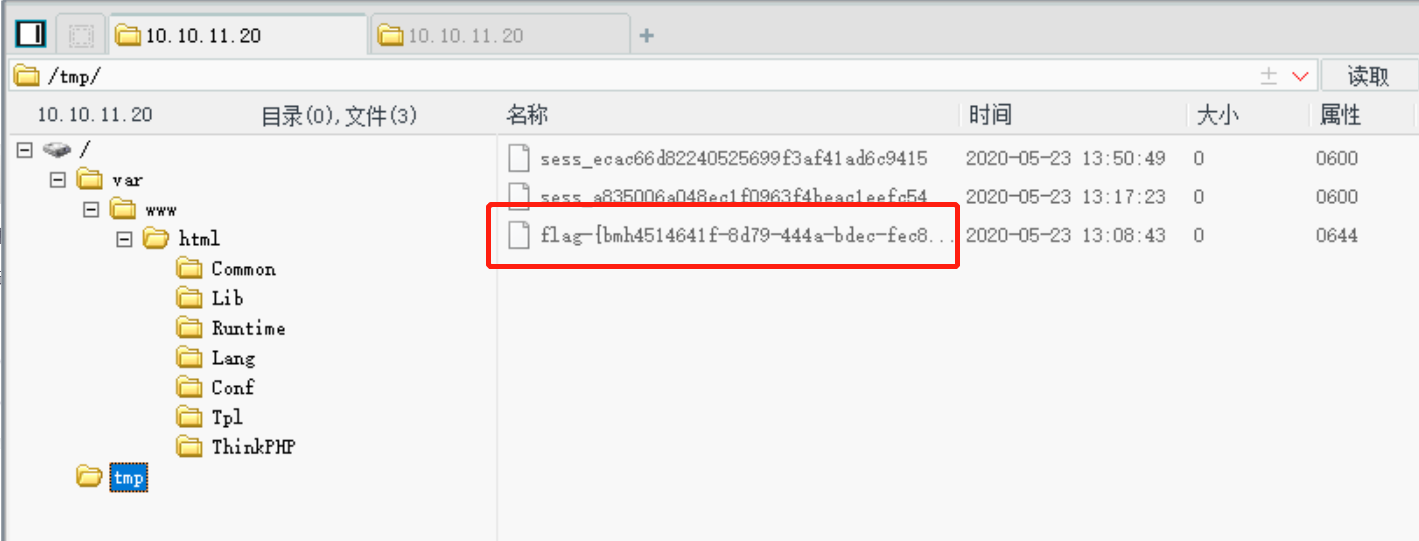 10.10.11.20 10.10.11.20 +
/tmp/ 读取
10.10.11.20 目录(0),文件(3) 名称 时间 大小 属性
/
var
www
html
Common
Lib
Runtime
Lang
Conf
Tpl
ThinkPHP
tmp
sess_ecac66d82240525699f3af41ad6c9415 2020-05-23 13:50:49 0 0600
sess_a835006a048ec1f0963f4beac1eefc54 2020-05-23 13:17:23 0 0600
flag-{bmh4514641f-8d79-444a-bdec-fec8... 2020-05-23 13:08:43 0 0644